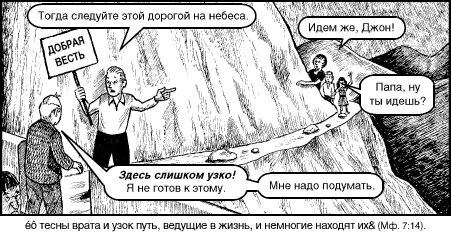 Тогда следуйте этой дорогой на небеса.
Идем же, Джон!
ДОБРАЯ
ВЕСТЬ
Папа, ну
ты идешь?
Здесь слишком узко!
Я не готов к этому.
Мне надо подумать.
éô тесны врата и узок путь, ведущие в жизнь, и немногие находят их& (Мф. 7:14).